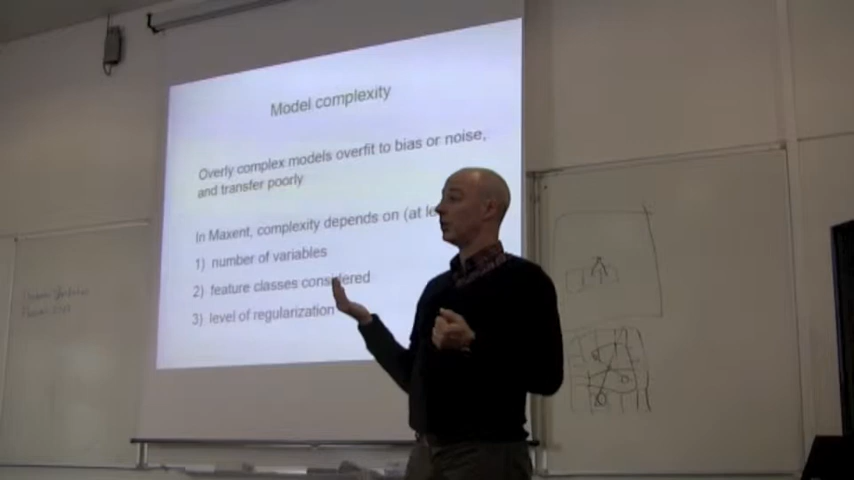 Model complexity
Overly complex models overfit to bias or noise,
and transfer poorly
In Maxent, complexity depends on (at
1) number of variables
2) feature classes considered
3) level of regularization